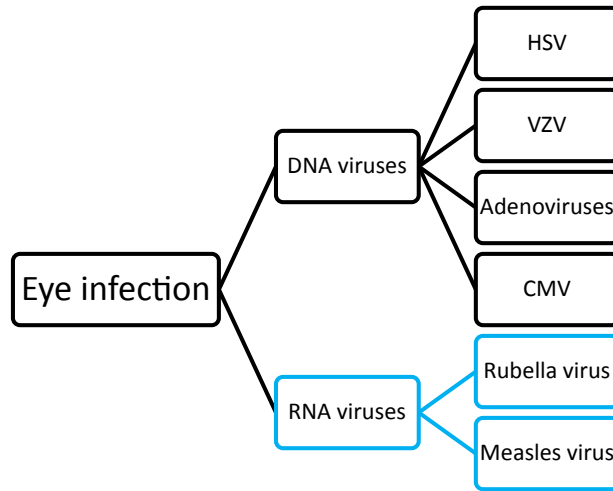 Eye infection
DNA viruses
HSV
VZV
Adenoviruses
CMV
RNA viruses
Rubella virus
Measles virus